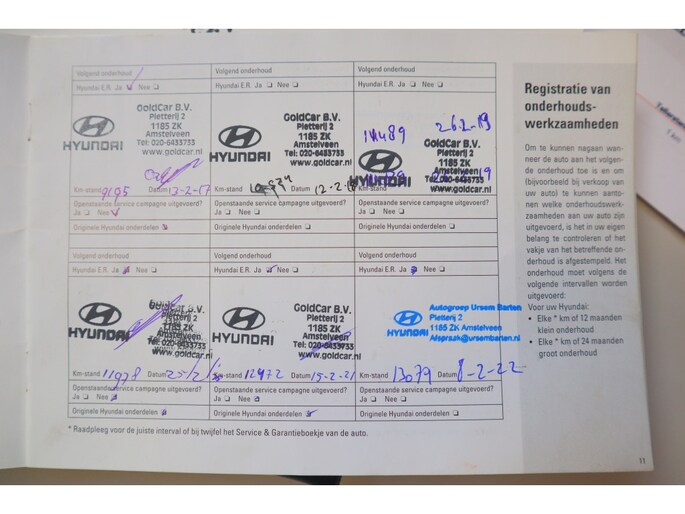 Volgend onderhoud
Hyundai E.R. Ja ☐ Nee ☐
GoldCar B.V.
Pletterij 2
1185 ZK
Amstelveen
Tel: 020-6433733
www.goldcar.nl
HYUNDAI
Km-stand 9195 Datum 13-2-17
Openstaande service campagne uitgevoerd?
Ja ☐ Nee ☐
Originele Hyundai onderdelen
Volgend onderhoud
Hyundai E.R. Ja ☐ Nee ☐
GoldCar B.V.
Pletterij 2
1185 ZK
Amstelveen
Tel: 020-6433733
www.goldcar.nl
HYUNDAI
Km-stand Datum 12-2-
Openstaande service campagne uitgevoerd?
Ja ☐ Nee ☐
Originele Hyundai onderdelen ☐
Volgend onderhoud
Hyundai E.R. Ja ☐ Nee ☐
11489 26-2-19
GoldCar B.V.
Pletterij 2
1185 ZK
Amstelveen
Tel: 020-6433733
www.goldcar.nl
HYUNDAI
Km-stand
Openstaande service campagne uitgevoerd?
Ja ☐ Nee ☐
Originele Hyundai onderdelen ☐
Volgend onderhoud
Hyundai E.R. Ja Nee ☐
GoldCar B.V.
Pletterij 2
1185 ZK
Amstelveen
Tel: 020-6433733
www.goldcar.nl
HYUNDAI
Km-stand 11978 Datum 25/2/
Openstaande service campagne uitgevoerd?
Ja ☐ Nee
Originele Hyundai onderdelen
Volgend onderhoud
Hyundai E.R. Ja Nee ☐
GoldCar B.V.
Pletterij 2
1185 ZK
Amstelveen
Tel: 020-6433733
www.goldcar.nl
HYUNDAI
Km-stand 12472 Datum 15-2-21
Openstaande service campagne uitgevoerd?
Ja ☐ Nee
Originele Hyundai onderdelen
Volgend onderhoud
Hyundai E.R. Ja Nee ☐
Autogroep Ursem Barten
Pletterij 2
1185 ZK Amstelveen
Afspraak@ursembarten.nl
HYUNDAI
Km-stand 13079 Datum 8-2-22
Openstaande service campagne uitgevoerd?
Ja ☐ Nee ☐
Originele Hyundai onderdelen ☐
* Raadpleeg voor de juiste interval of bij twijfel het Service & Garantieboekje van de auto.
Registratie van
onderhouds-
werkzaamheden
Om te kunnen nagaan wan-
neer de auto aan het volgen-
de onderhoud toe is en om
(bijvoorbeeld bij verkoop van
uw auto) te kunnen aanto-
nen welke onderhoudswerk-
zaamheden aan uw auto zijn
uitgevoerd, is het in uw eigen
belang te controleren of het
vakje van het betreffende on-
derhoud is afgestempeld. Het
onderhoud moet volgens de
volgende intervallen worden
uitgevoerd:
Voor uw Hyundai:
• Elke * km of 12 maanden
klein onderhoud
• Elke * km of 24 maanden
groot onderhoud
11